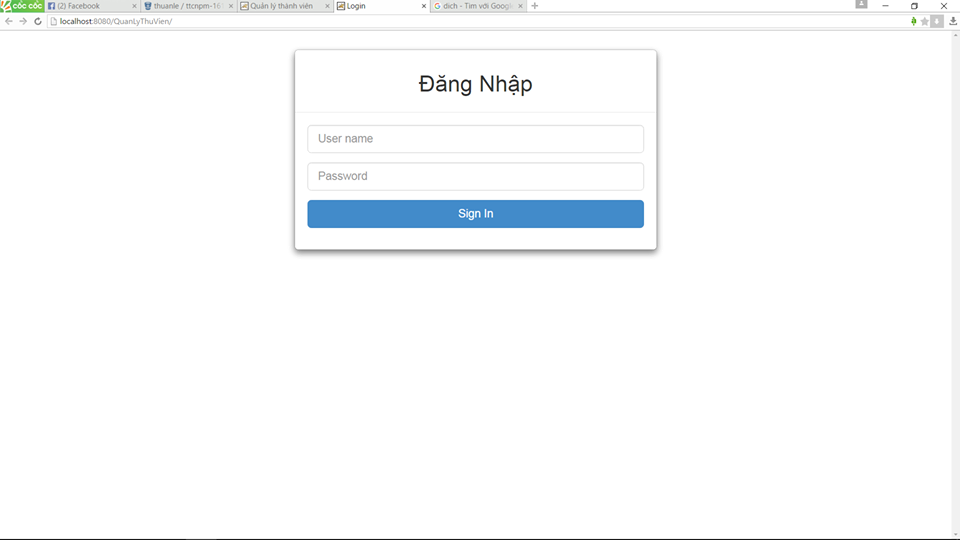 CỐC CỐC
(2) Facebook
thuanle / ttcnpm-16
Quản lý thành viên
Login
dich - Tìm với Google
localhost:8080/QuanLyThuVien/
Đăng Nhập
User name
Password
Sign In